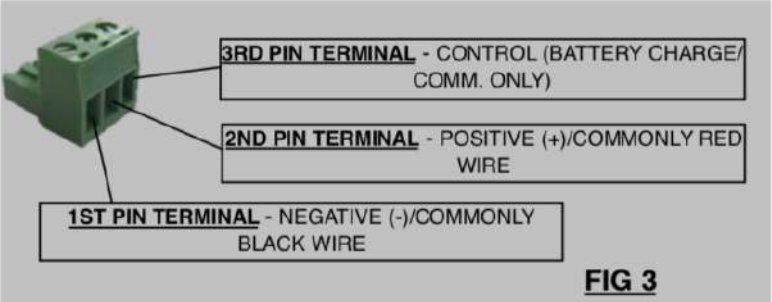 3RD PIN TERMINAL - CONTROL (BATTERY CHARGE/
COMM. ONLY)
2ND PIN TERMINAL - POSITIVE (+)/COMMONLY RED
WIRE
1ST PIN TERMINAL - NEGATIVE (-)/COMMONLY
BLACK WIRE
FIG 3